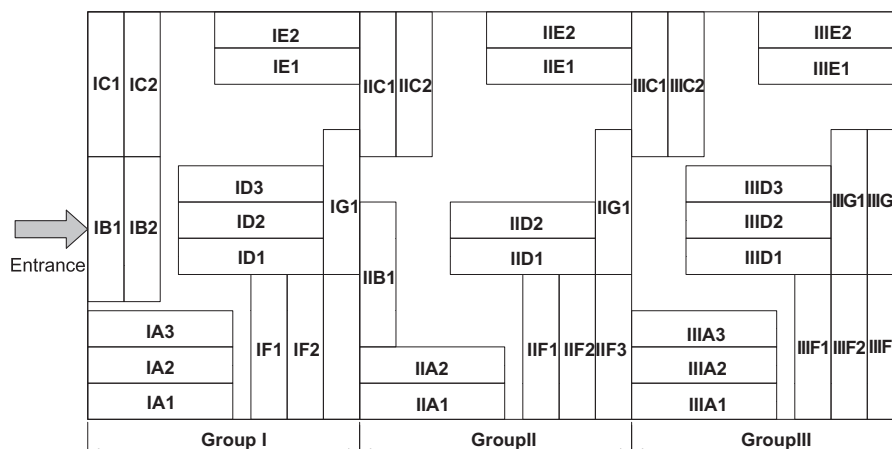 IE2 IIE2 IIIE2
IC1 IC2 IE1 IIC1 IIC2 IIE1 IIIC1 IIIC2 IIIE1
ID3 IIID3
IG1 IIG1 IIIG1 IIIG
IB1 IB2 ID2 IID2 IIID2
Entrance ID1 IIB1 IID1 IIID1
IA3 IIIA3
IF1 IF2 IIF1 IIF2 IIF3 IIIF1 IIIF2 IIIF
IA2 IIA2 IIIA2
IA1 IIA1 IIIA1
Group I GroupII GroupIII